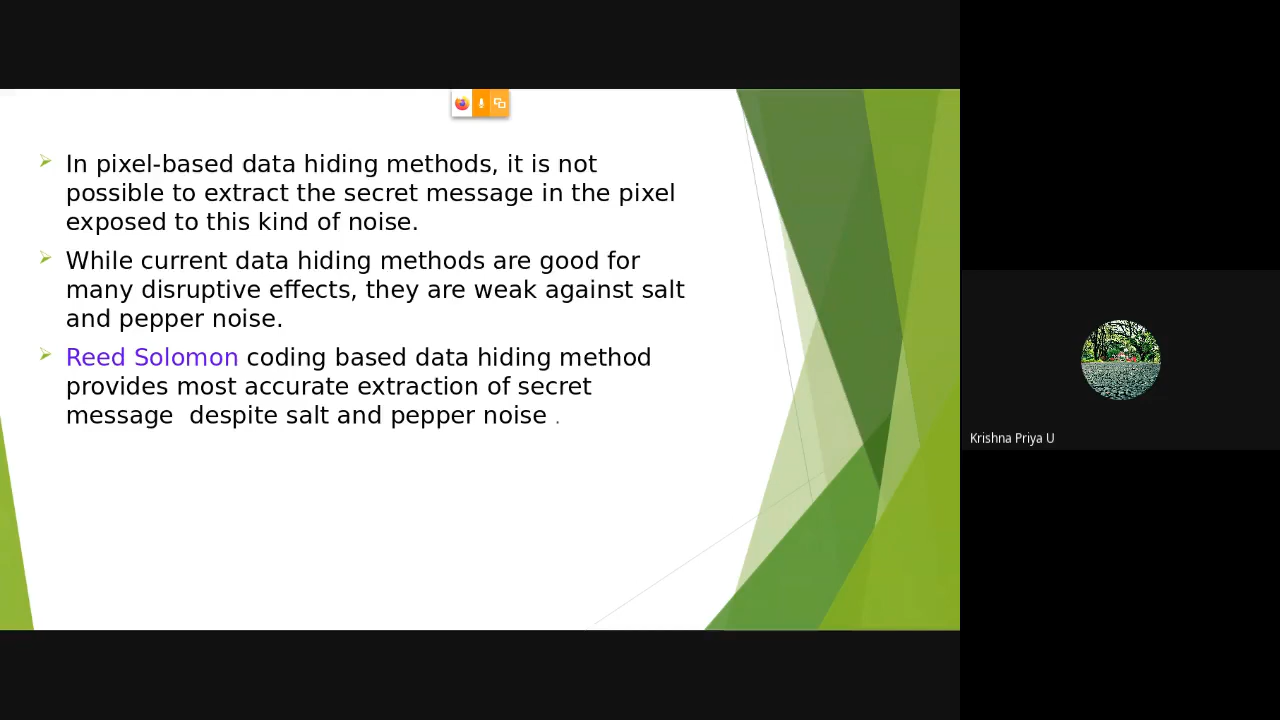 In pixel-based data hiding methods, it is not
possible to extract the secret message in the pixel
exposed to this kind of noise.
While current data hiding methods are good for
many disruptive effects, they are weak against salt
and pepper noise.
Reed Solomon coding based data hiding method
provides most accurate extraction of secret
message  despite salt and pepper noise .
Krishna Priya U